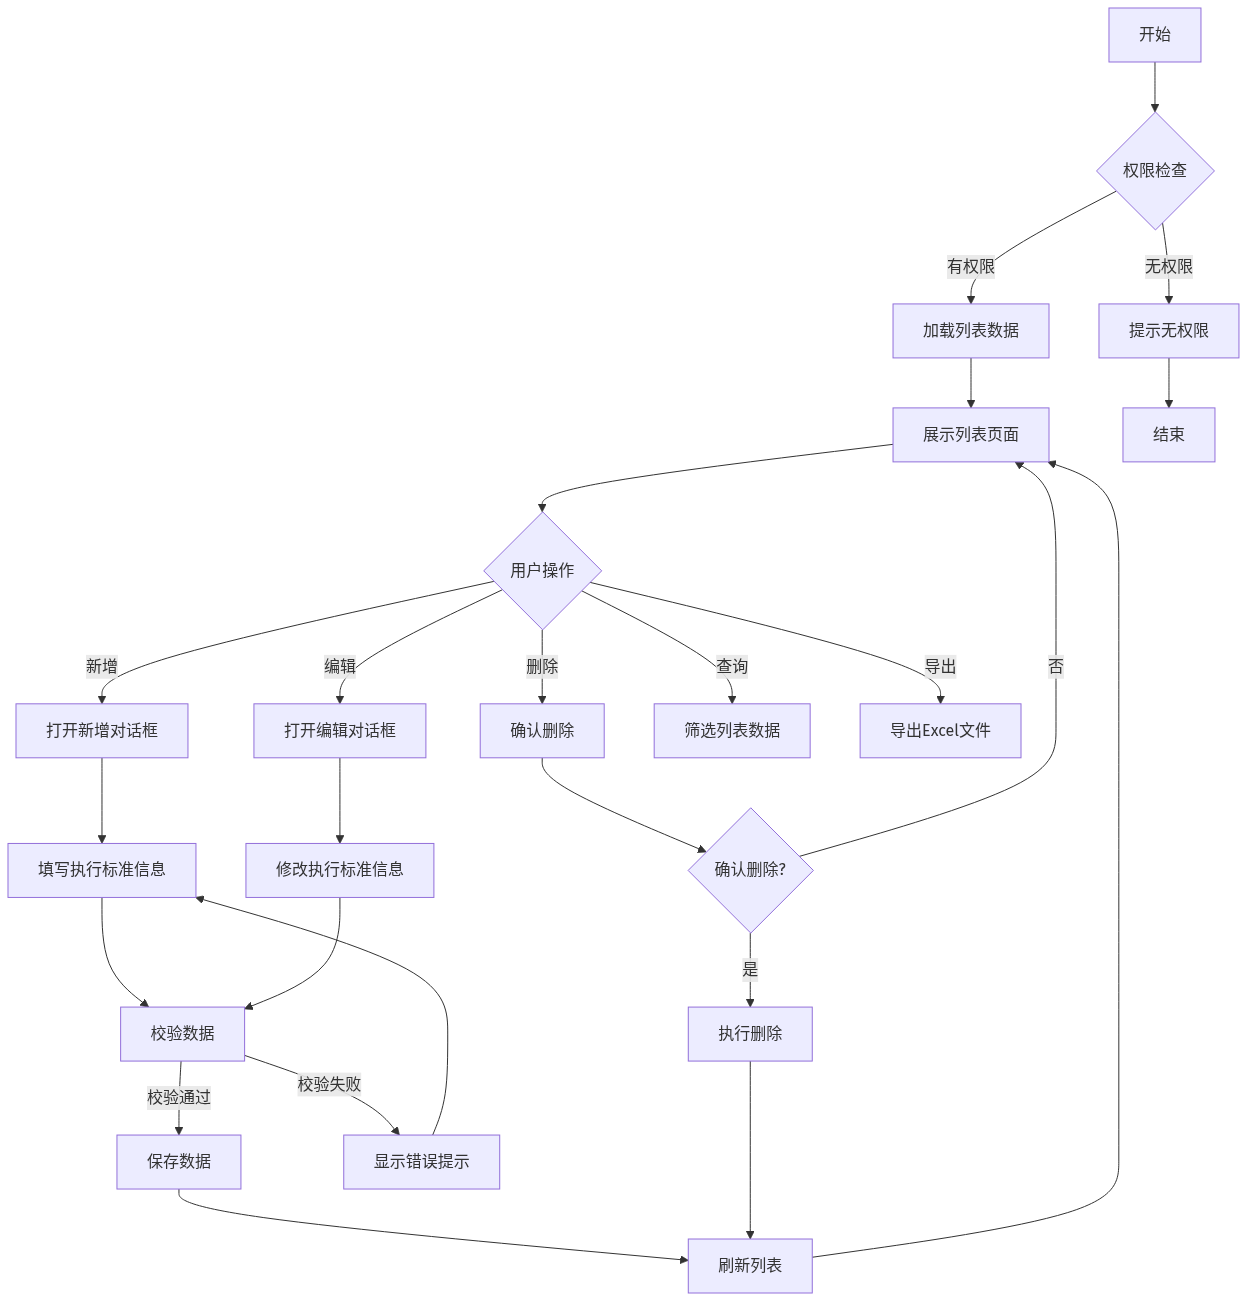 开始
权限检查
有权限
无权限
加载列表数据
提示无权限
展示列表页面
结束
用户操作
新增
编辑
删除
查询
导出
否
打开新增对话框
打开编辑对话框
确认删除
筛选列表数据
导出Excel文件
填写执行标准信息
修改执行标准信息
确认删除?
是
校验数据
执行删除
校验通过
校验失败
保存数据
显示错误提示
刷新列表